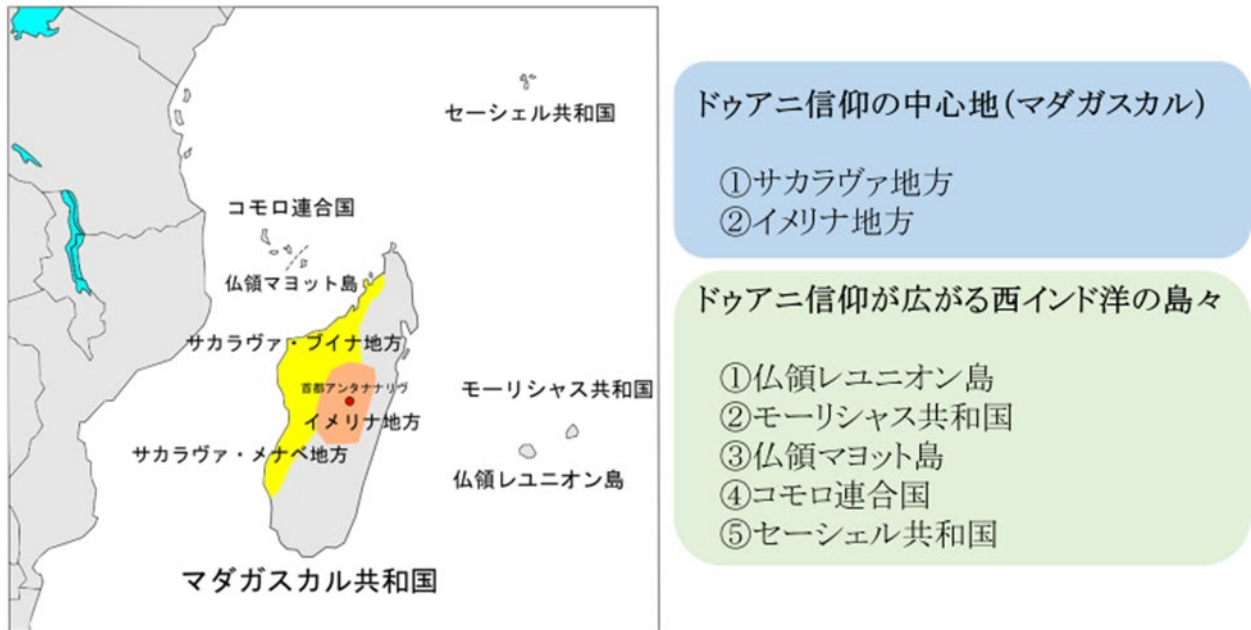 セーシェル共和国
コモロ連合国
仏領マヨット島
サカラヴァ・ブイナ地方
首都アンタナナリヴ
イメリナ地方
サカラヴァ・メナベ地方
モーリシャス共和国
仏領レユニオン島
マダガスカル共和国
ドゥアニ信仰の中心地(マダガスカル)
①サカラヴァ地方
②イメリナ地方
ドゥアニ信仰が広がる西インド洋の島々
①仏領レユニオン島
②モーリシャス共和国
③仏領マヨット島
④コモロ連合国
⑤セーシェル共和国